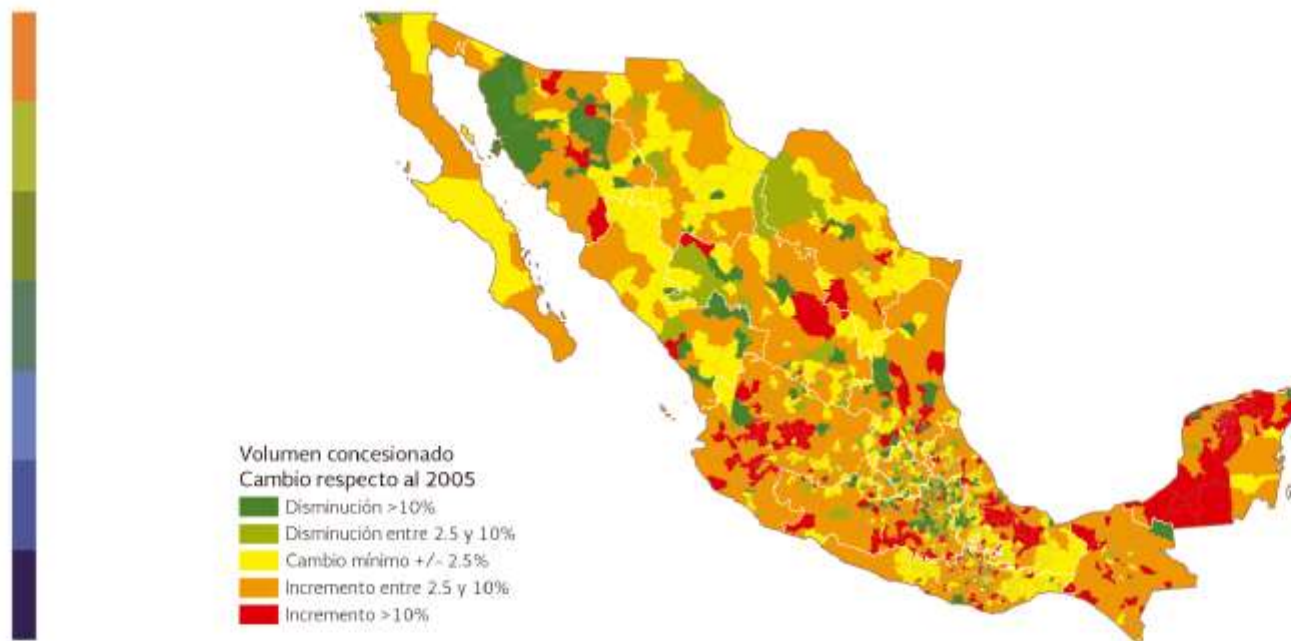 Volumen concesionado
Cambio respecto al 2005
Disminución >10%
Disminución entre 2.5 y 10%
Cambio mínimo +/- 2.5%
Incremento entre 2.5 y 10%
Incremento >10%